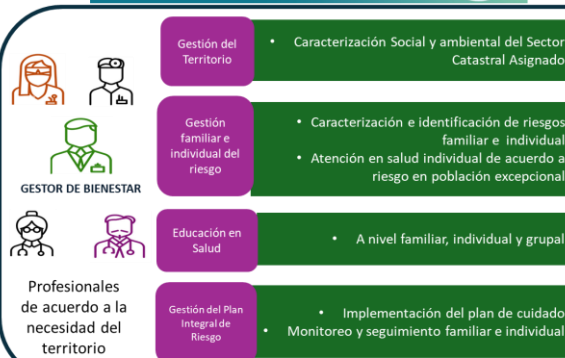 GESTOR DE BIENESTAR
Profesionales
de acuerdo a la
necesidad del
territorio
Gestión del
Territorio
• Caracterización Social y ambiental del Sector
Catastral Asignado
Gestión
familiar e
individual del
riesgo
• Caracterización e identificación de riesgos
familiar e individual
• Atención en salud individual de acuerdo a
riesgo en población excepcional
Educación en
Salud
• A nivel familiar, individual y grupal
Gestión del Plan
Integral de
Riesgo
• Implementación del plan de cuidado
• Monitoreo y seguimiento familiar e individual